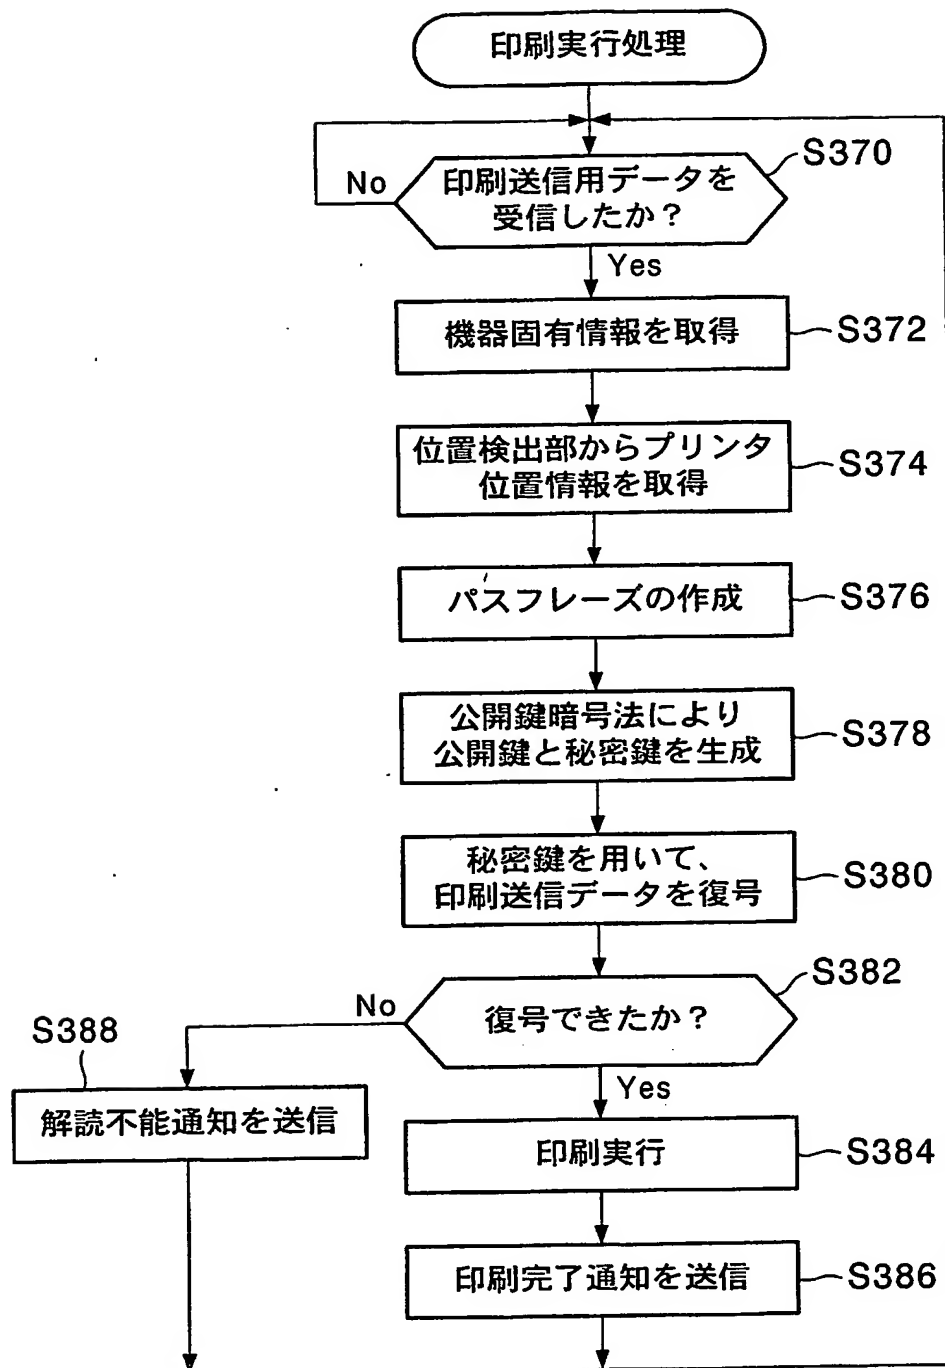 印刷実行処理
S370
No
印刷送信用データを
受信したか？
Yes
機器固有情報を取得
S372
位置検出部からプリンタ
位置情報を取得
S374
パスフレーズの作成
S376
公開鍵暗号法により
公開鍵と秘密鍵を生成
S378
秘密鍵を用いて、
印刷送信データを復号
S380
S382
No
復号できたか？
S388
Yes
解読不能通知を送信
印刷実行
S384
印刷完了通知を送信
S386